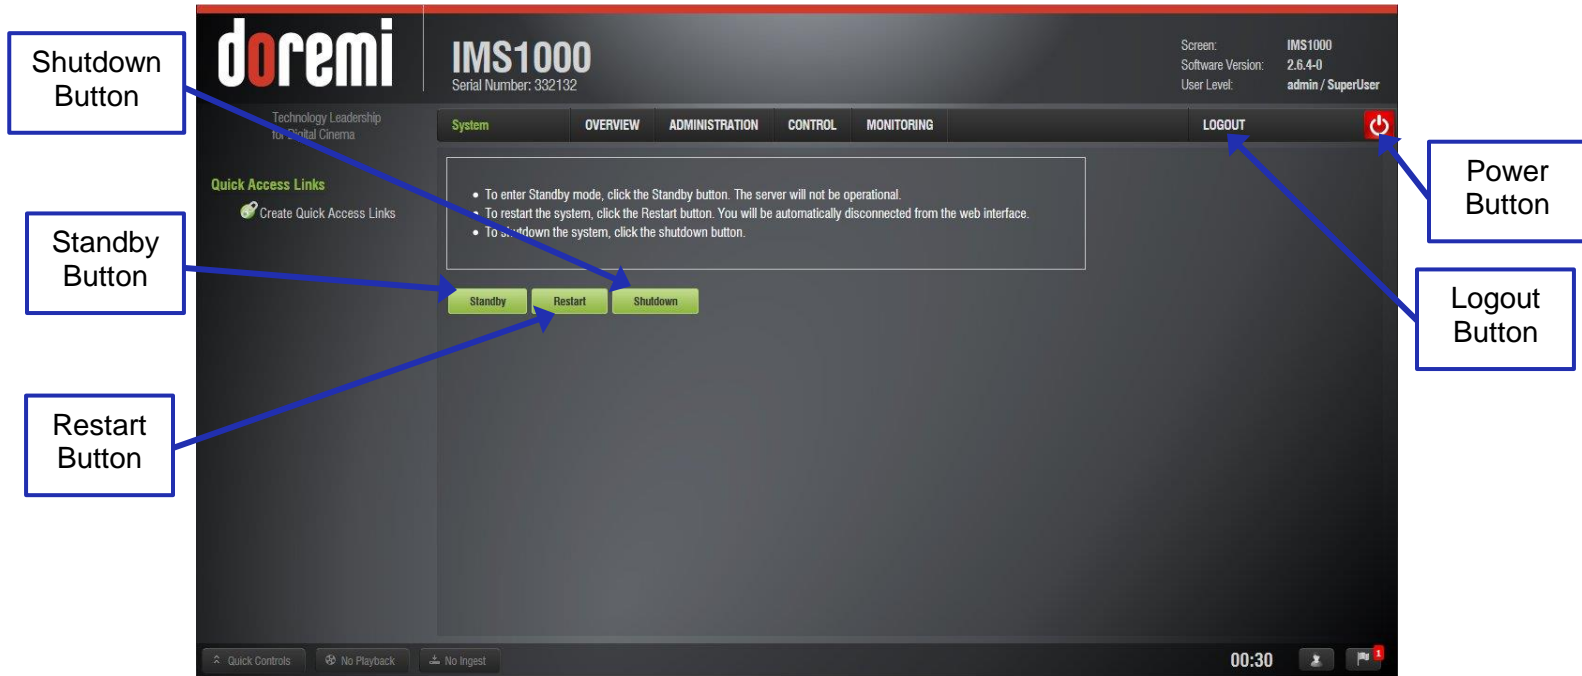 Shutdown
Button
doremi
Technology Leadership
for Digital Cinema
IMS1000
Serial Number: 332132
Screen: IMS1000
Software Version: 2.6.4-0
User Level: admin / SuperUser
System OVERVIEW ADMINISTRATION CONTROL MONITORING LOGOUT
Power
Button
Quick Access Links
Create Quick Access Links
• To enter Standby mode, click the Standby button. The server will not be operational.
• To restart the system, click the Restart button. You will be automatically disconnected from the web interface.
• To shutdown the system, click the shutdown button.
Standby
Button
Standby Restart Shutdown
Logout
Button
Restart
Button
Quick Controls No Playback No Ingest 00:30 1